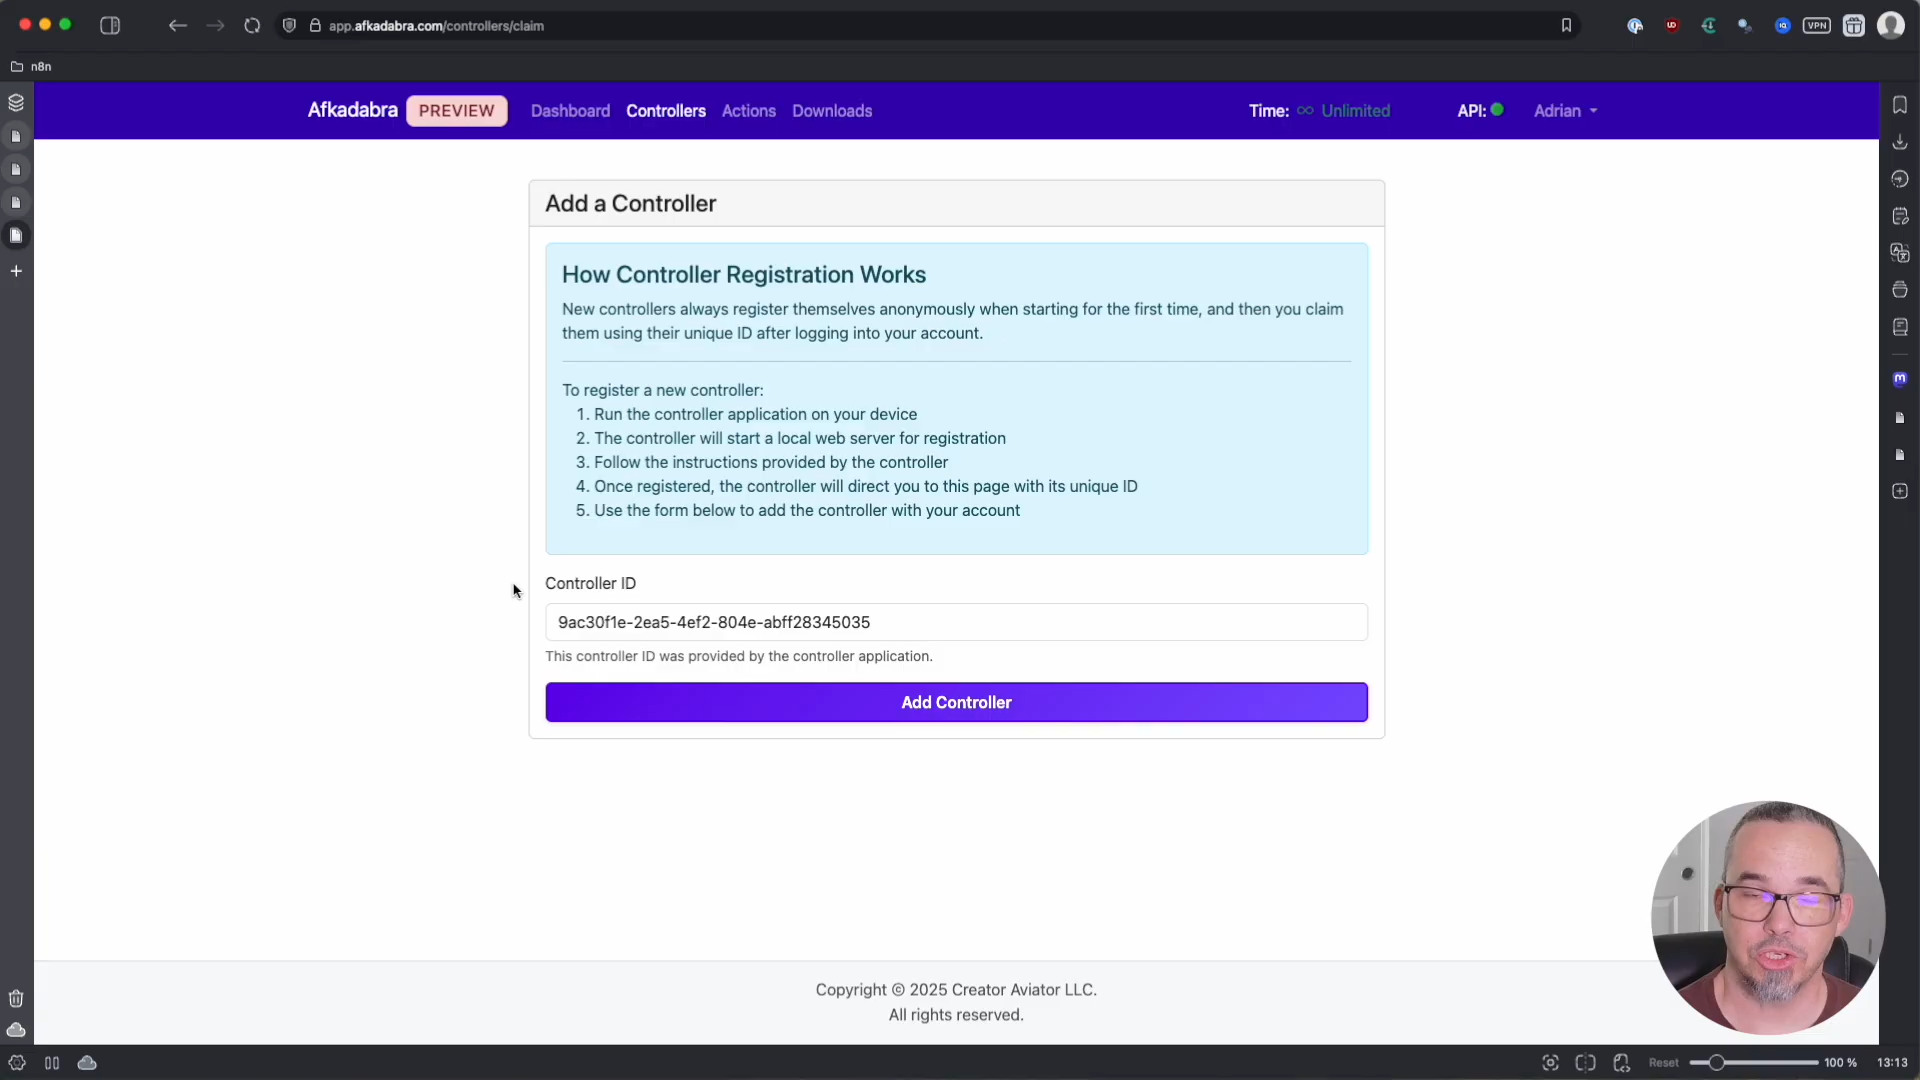 app.afkadabra.com/controllers/claim
VPN
n8n
Afkadabra PREVIEW Dashboard Controllers Actions Downloads Time: ∞ Unlimited API: Adrian
Add a Controller
How Controller Registration Works
New controllers always register themselves anonymously when starting for the first time, and then you claim
them using their unique ID after logging into your account.
To register a new controller:
1. Run the controller application on your device
2. The controller will start a local web server for registration
3. Follow the instructions provided by the controller
4. Once registered, the controller will direct you to this page with its unique ID
5. Use the form below to add the controller with your account
Controller ID
9ac30f1e-2ea5-4ef2-804e-abff28345035
This controller ID was provided by the controller application.
Add Controller
Copyright © 2025 Creator Aviator LLC.
All rights reserved.
Reset 100 % 13:13